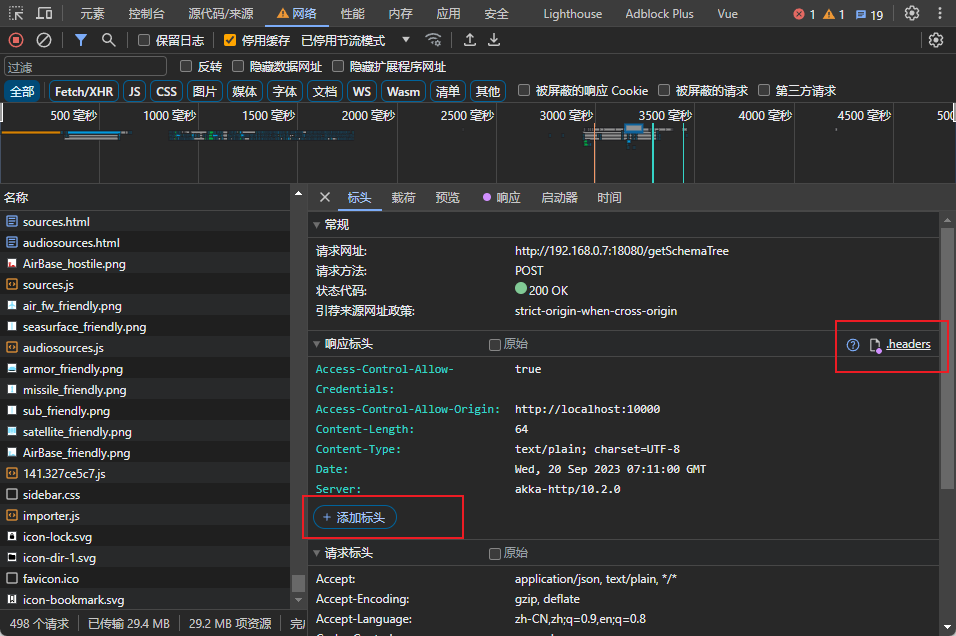 元素 控制台 源代码/来源 网络 性能 内存 应用 安全 Lighthouse Adblock Plus Vue 1 1 19
保留日志 停用缓存 已停用节流模式
过滤 反转 隐藏数据网址 隐藏扩展程序网址
全部 Fetch/XHR JS CSS 图片 媒体 字体 文档 WS Wasm 清单 其他 被屏蔽的响应 Cookie 被屏蔽的请求 第三方请求
500 毫秒 1000 毫秒 1500 毫秒 2000 毫秒 2500 毫秒 3000 毫秒 3500 毫秒 4000 毫秒 4500 毫秒 500
名称
sources.html
audiosources.html
AirBase_hostile.png
sources.js
air_fw_friendly.png
seasurface_friendly.png
audiosources.js
armor_friendly.png
missile_friendly.png
sub_friendly.png
satellite_friendly.png
AirBase_friendly.png
141.327ce5c7.js
sidebar.css
importer.js
icon-lock.svg
icon-dir-1.svg
favicon.ico
icon-bookmark.svg
498 个请求 已传输 29.4 MB 29.2 MB 项资源 完
标头 载荷 预览 响应 启动器 时间
常规
请求网址: http://192.168.0.7:18080/getSchemaTree
请求方法: POST
状态代码: 200 OK
引荐来源网址政策: strict-origin-when-cross-origin
响应标头 原始 .headers
Access-Control-Allow- true
Credentials:
Access-Control-Allow-Origin: http://localhost:10000
Content-Length: 64
Content-Type: text/plain; charset=UTF-8
Date: Wed, 20 Sep 2023 07:11:00 GMT
Server: akka-http/10.2.0
+ 添加标头
请求标头 原始
Accept: application/json, text/plain, */*
Accept-Encoding: gzip, deflate
Accept-Language: zh-CN,zh;q=0.9,en;q=0.8